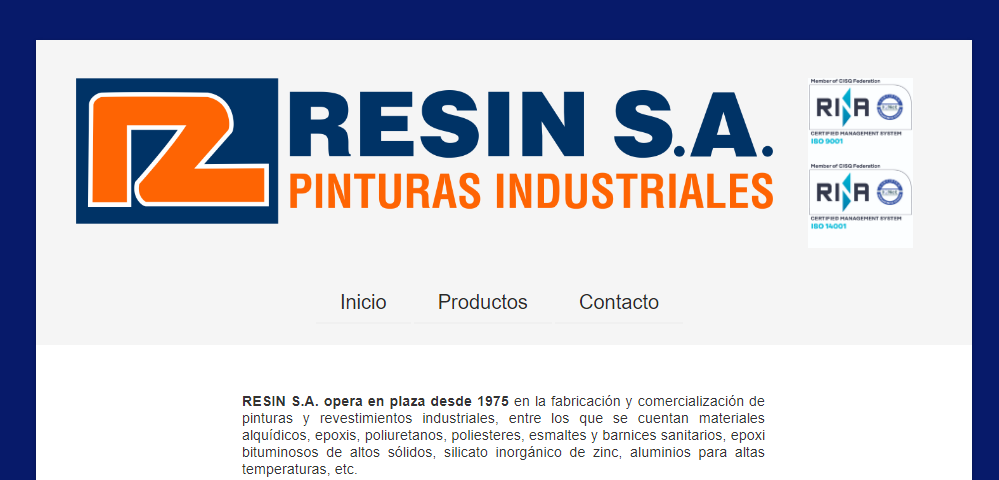 RESIN S.A.
PINTURAS INDUSTRIALES
Member of CISQ Federation
RINA
CERTIFIED MANAGEMENT SYSTEM
ISO 9001
Member of CISQ Federation
RINA
CERTIFIED MANAGEMENT SYSTEM
ISO 14001
Inicio Productos Contacto
RESIN S.A. opera en plaza desde 1975 en la fabricación y comercialización de
pinturas y revestimientos industriales, entre los que se cuentan materiales
alquídicos, epoxis, poliuretanos, poliesteres, esmaltes y barnices sanitarios, epoxi
bituminosos de altos sólidos, silicato inorgánico de zinc, aluminios para altas
temperaturas, etc.